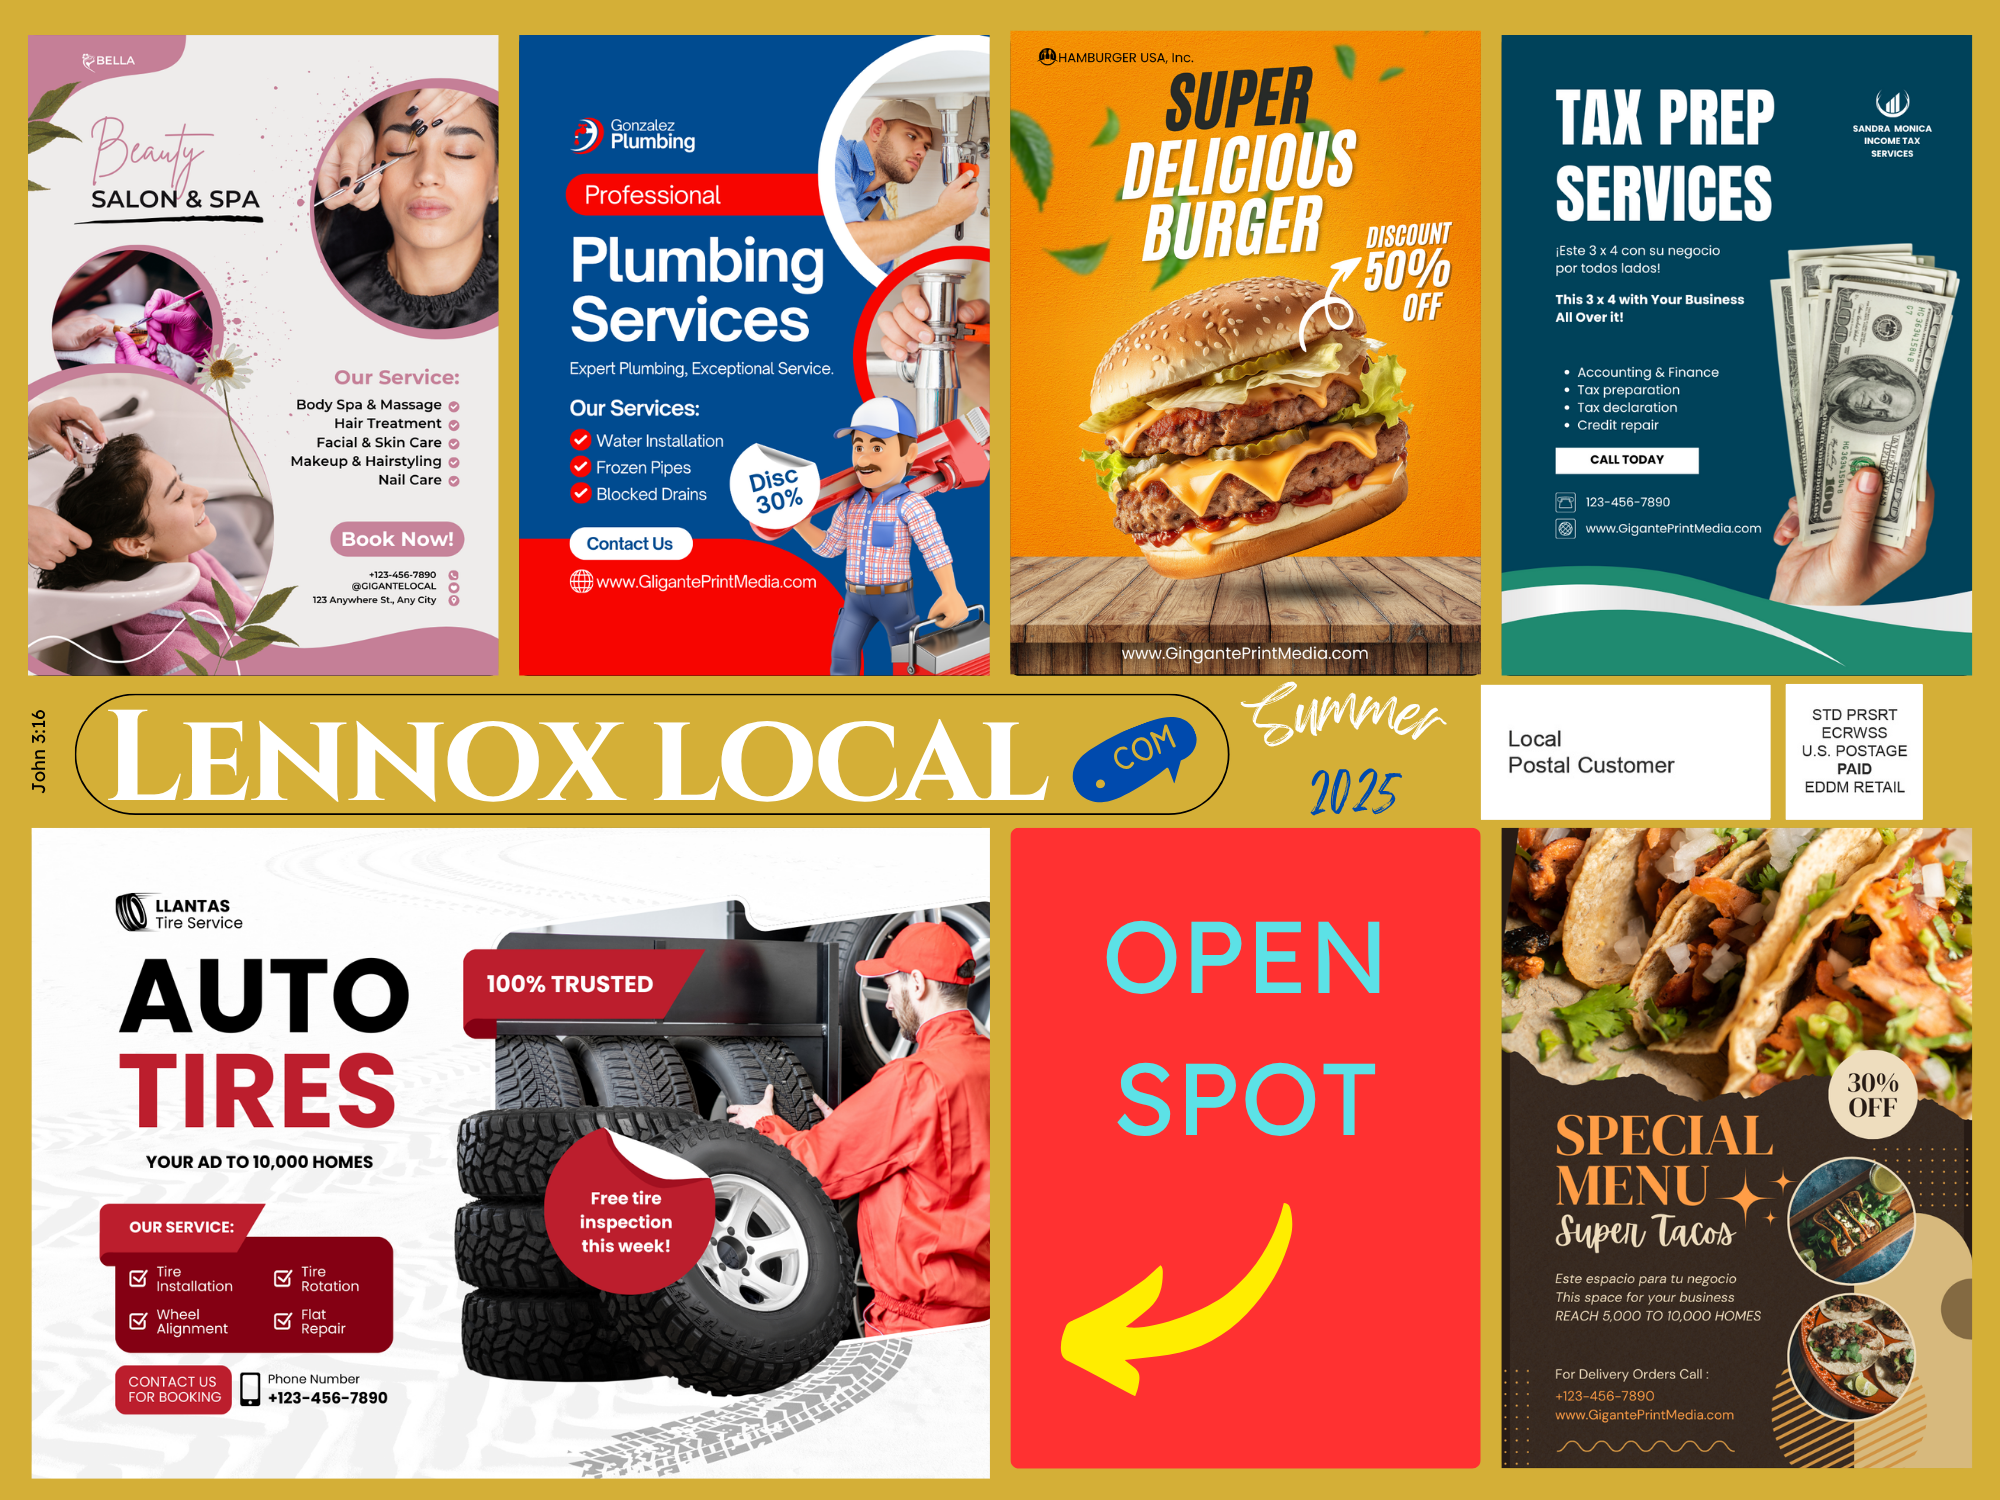 BELLA
Beauty
SALON & SPA
Our Service:
Body Spa & Massage
Hair Treatment
Facial & Skin Care
Makeup & Hairstyling
Nail Care
Book Now!
+123-456-7890
@GIGANTELOCAL
123 Anywhere St., Any City
Gonzalez
Plumbing
Professional
Plumbing
Services
Expert Plumbing, Exceptional Service.
Our Services:
Water Installation
Frozen Pipes
Blocked Drains
Disc
30%
Contact Us
www.GligantePrintMedia.com
HAMBURGER USA, Inc.
SUPER
DELICIOUS
BURGER
DISCOUNT
50%
OFF
www.GingantePrintMedia.com
TAX PREP
SERVICES
SANDRA MONICA
INCOME TAX
SERVICES
¡Este 3 x 4 con su negocio
por todos lados!
This 3 x 4 with Your Business
All Over it!
Accounting & Finance
Tax preparation
Tax declaration
Credit repair
CALL TODAY
123-456-7890
www.GigantePrintMedia.com
John 3:16
LENNOX LOCAL
.COM
Summer
2025
Local
Postal Customer
STD PRSRT
ECRWSS
U.S. POSTAGE
PAID
EDDM RETAIL
LLANTAS
Tire Service
AUTO
TIRES
YOUR AD TO 10,000 HOMES
100% TRUSTED
Free tire
inspection
this week!
OUR SERVICE:
Tire
Installation
Tire
Rotation
Wheel
Alignment
Flat
Repair
CONTACT US
FOR BOOKING
Phone Number
+123-456-7890
OPEN
SPOT
30%
OFF
SPECIAL
MENU
Super Tacos
Este espacio para tu negocio
This space for your business
REACH 5,000 TO 10,000 HOMES
For Delivery Orders Call :
+123-456-7890
www.GigantePrintMedia.com